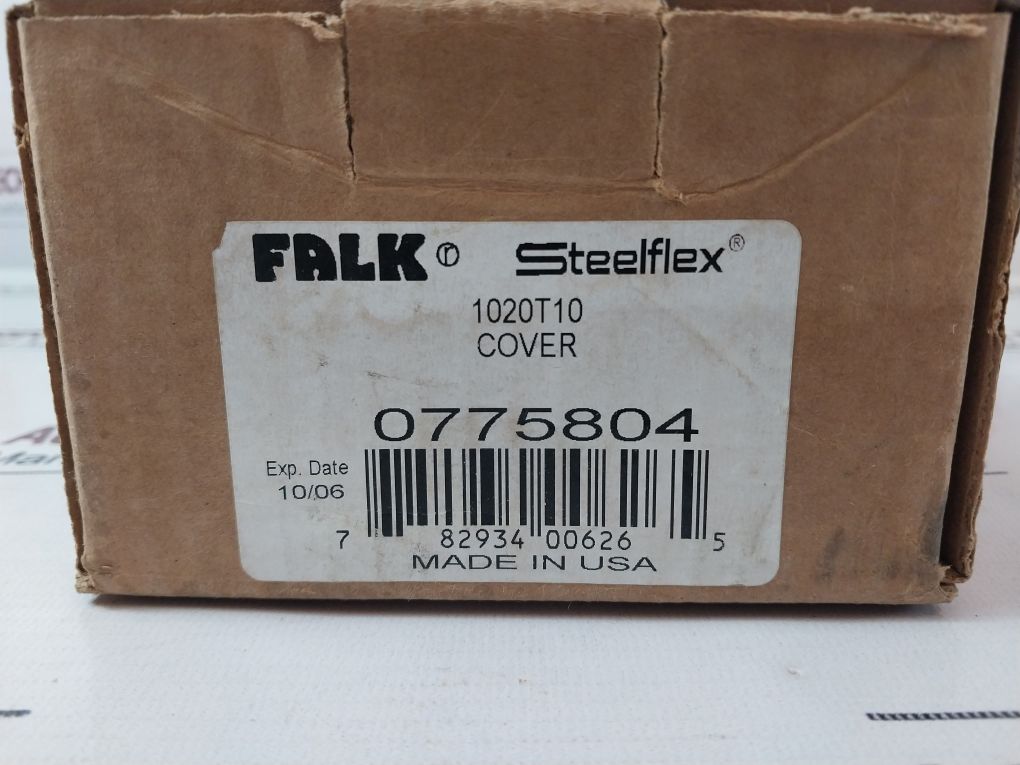 FALK ⓡ Steelflex®
1020T10
COVER
0775804
Exp. Date
10/06
7 82934 00626 5
MADE IN USA